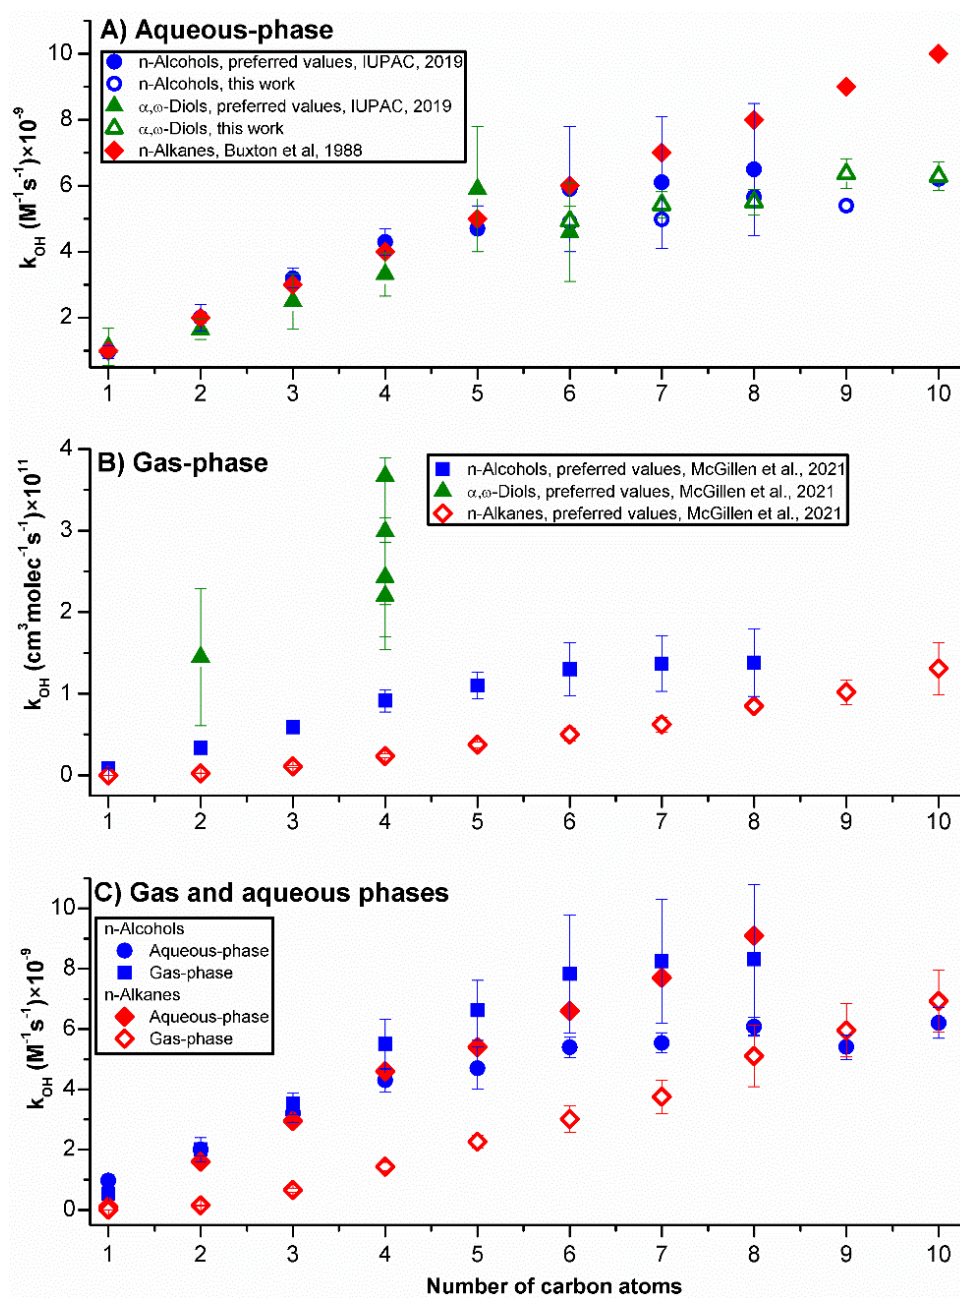 A) Aqueous-phase
n-Alcohols, preferred values, IUPAC, 2019
n-Alcohols, this work
α,ω-Diols, preferred values, IUPAC, 2019
α,ω-Diols, this work
n-Alkanes, Buxton et al, 1988
k_OH (M⁻¹s⁻¹)×10⁻⁹
10
8
6
4
2
1 2 3 4 5 6 7 8 9 10
B) Gas-phase
n-Alcohols, preferred values, McGillen et al., 2021
α,ω-Diols, preferred values, McGillen et al., 2021
n-Alkanes, preferred values, McGillen et al., 2021
k_OH (cm³molec⁻¹s⁻¹)×10¹¹
4
3
2
1
0
1 2 3 4 5 6 7 8 9 10
C) Gas and aqueous phases
n-Alcohols
Aqueous-phase
Gas-phase
n-Alkanes
Aqueous-phase
Gas-phase
k_OH (M⁻¹s⁻¹)×10⁻⁹
10
8
6
4
2
0
1 2 3 4 5 6 7 8 9 10
Number of carbon atoms